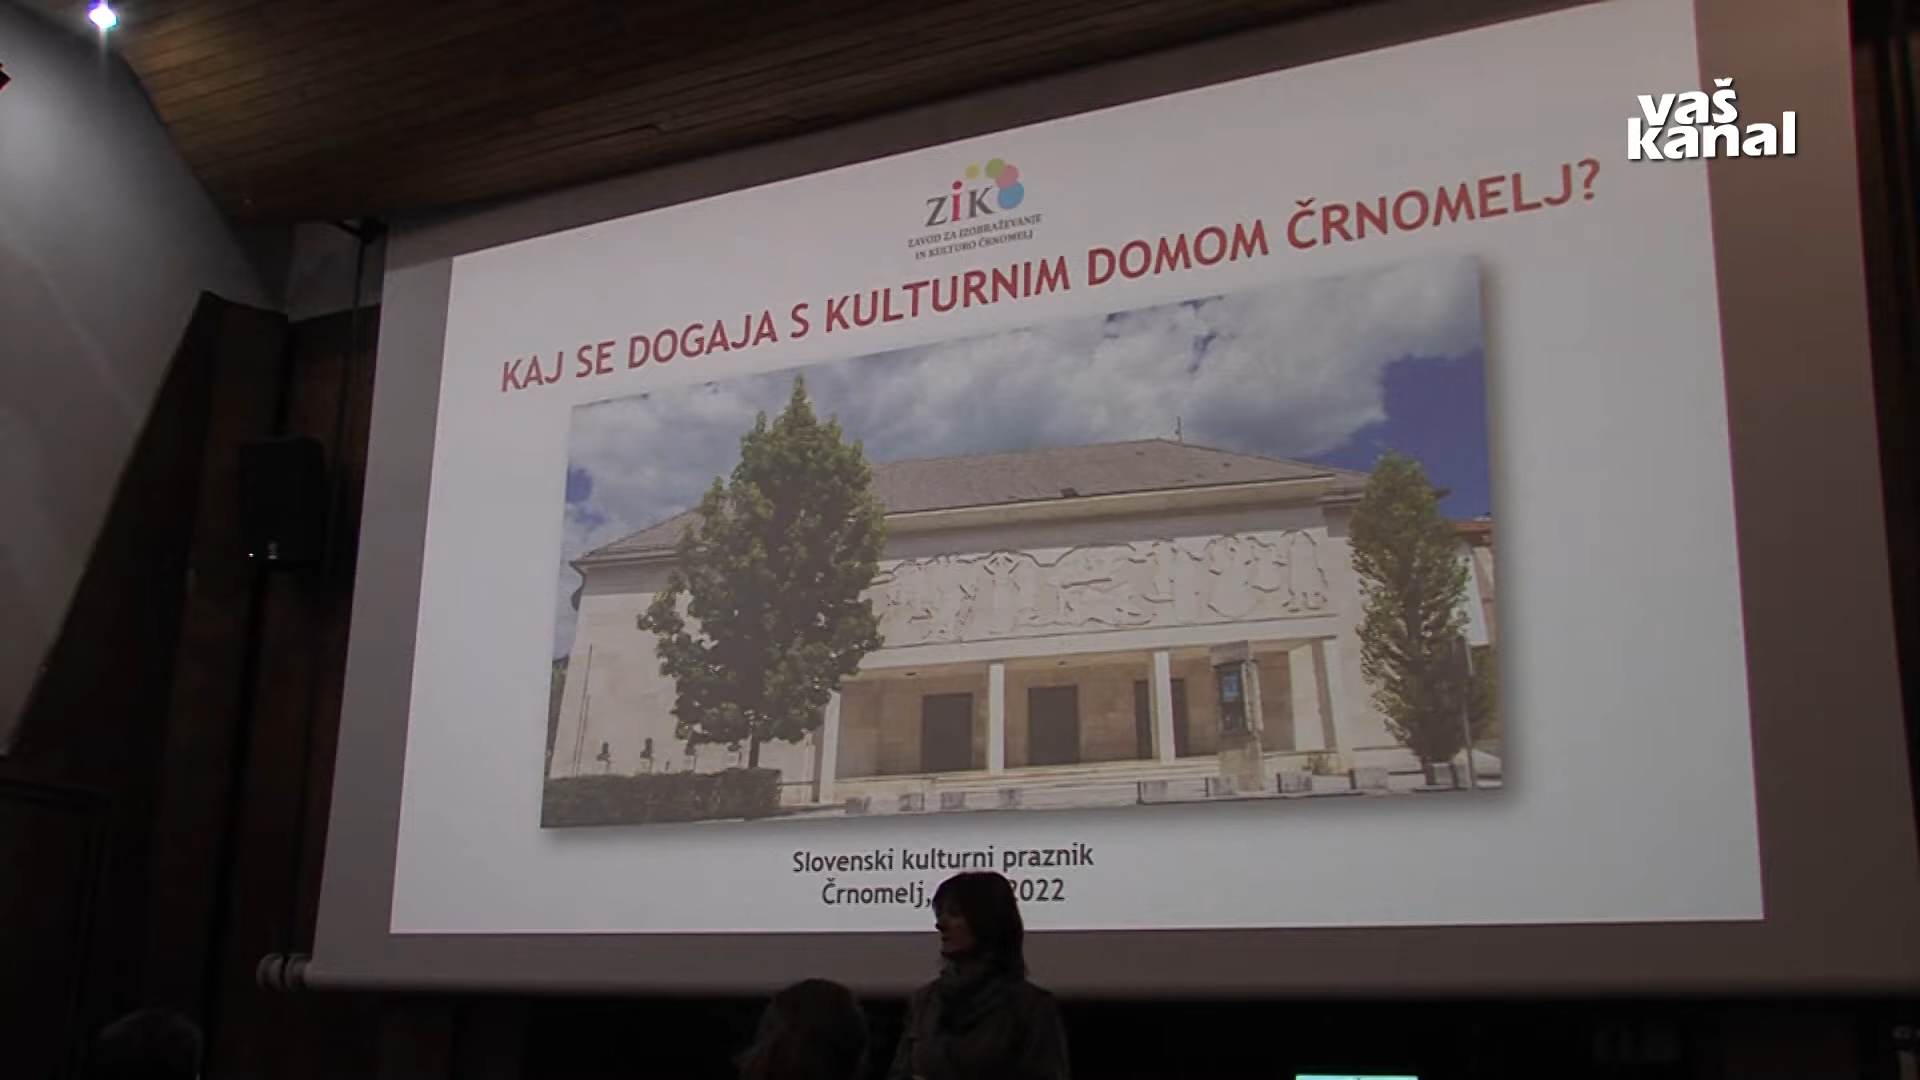 vaš
kanal
ZIK
ZAVOD ZA IZOBRAŽEVANJE
IN KULTURO ČRNOMELJ
KAJ SE DOGAJA S KULTURNIM DOMOM ČRNOMELJ?
Slovenski kulturni praznik
Črnomelj, 2022